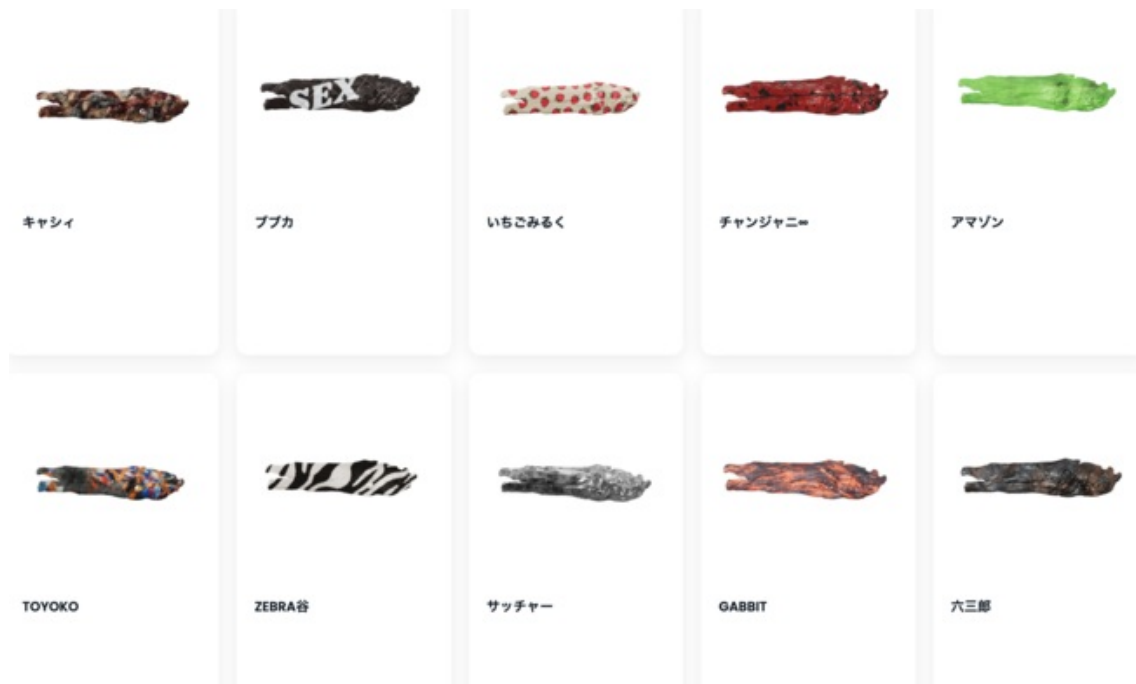 SEX
キャシィ
ププカ
いちごみるく
チャンジャニ∞
アマゾン
TOYOKO
ZEBRA谷
サッチャー
GABBIT
六三郎